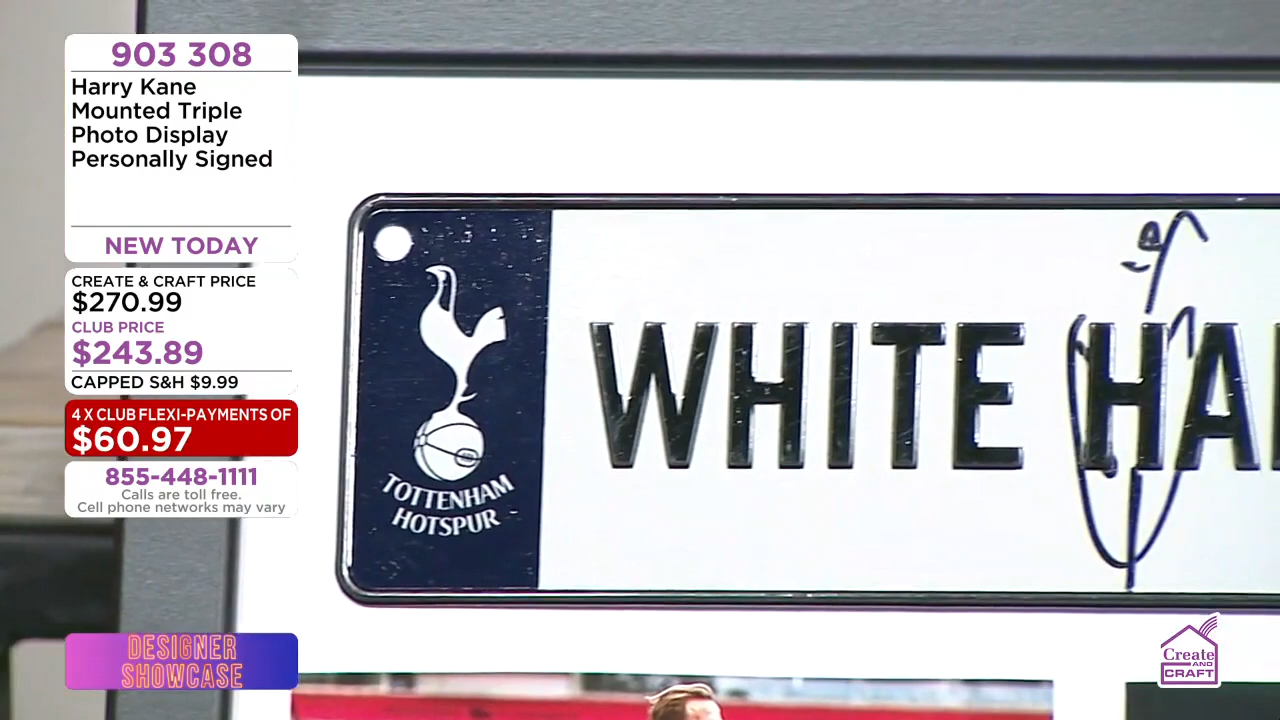 903 308
Harry Kane
Mounted Triple
Photo Display
Personally Signed
NEW TODAY
CREATE & CRAFT PRICE
$270.99
CLUB PRICE
$243.89
CAPPED S&H $9.99
4 X CLUB FLEXI-PAYMENTS OF
$60.97
855-448-1111
Calls are toll free.
Cell phone networks may vary
DESIGNER
SHOWCASE
WHITE HA
TOTTENHAM
HOTSPUR
Create
AND
CRAFT